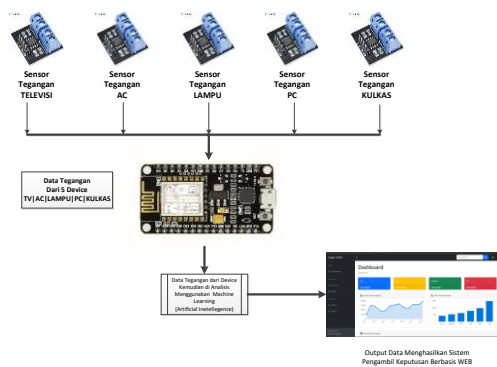 Sensor
Tegangan
TELEVISI
Sensor
Tegangan
AC
Sensor
Tegangan
LAMPU
Sensor
Tegangan
PC
Sensor
Tegangan
KULKAS
Data Tegangan
Dari 5 Device
TV|AC|LAMPU|PC|KULKAS
Data Tegangan dari Device
Kemudian di Analisis
Menggunakan Machine
Learning
(Artificial Inetellegence)
Dashboard
Output Data Menghasilkan Sistem
Pengambil Keputusan Berbasis WEB